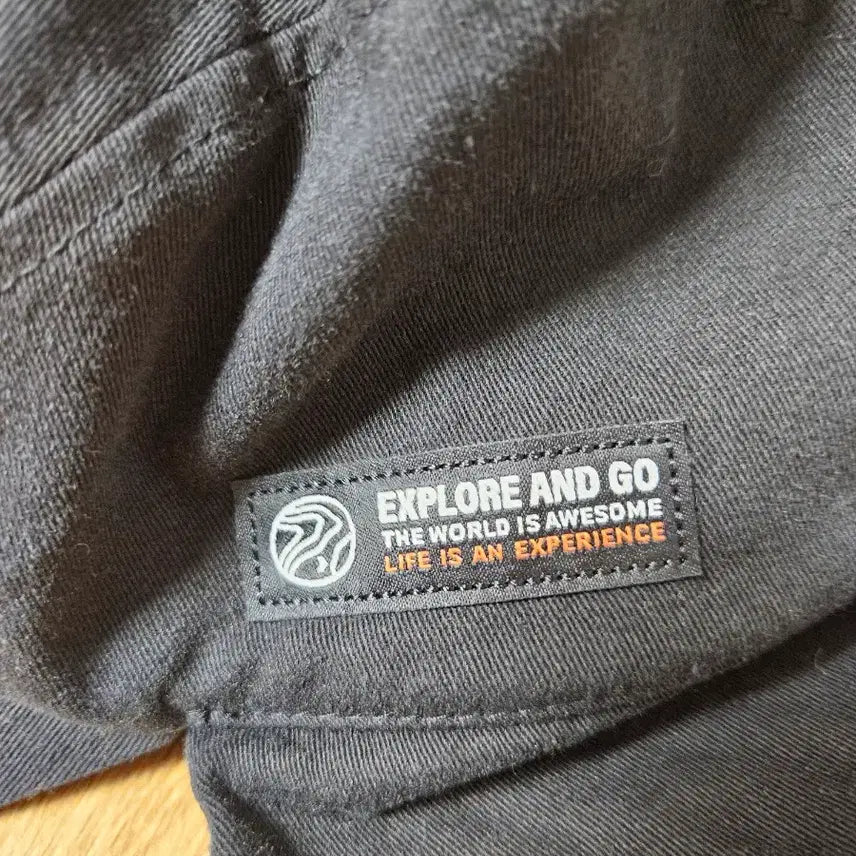 EXPLORE AND GO
THE WORLD IS AWESOME
LIFE IS AN EXPERIENCE